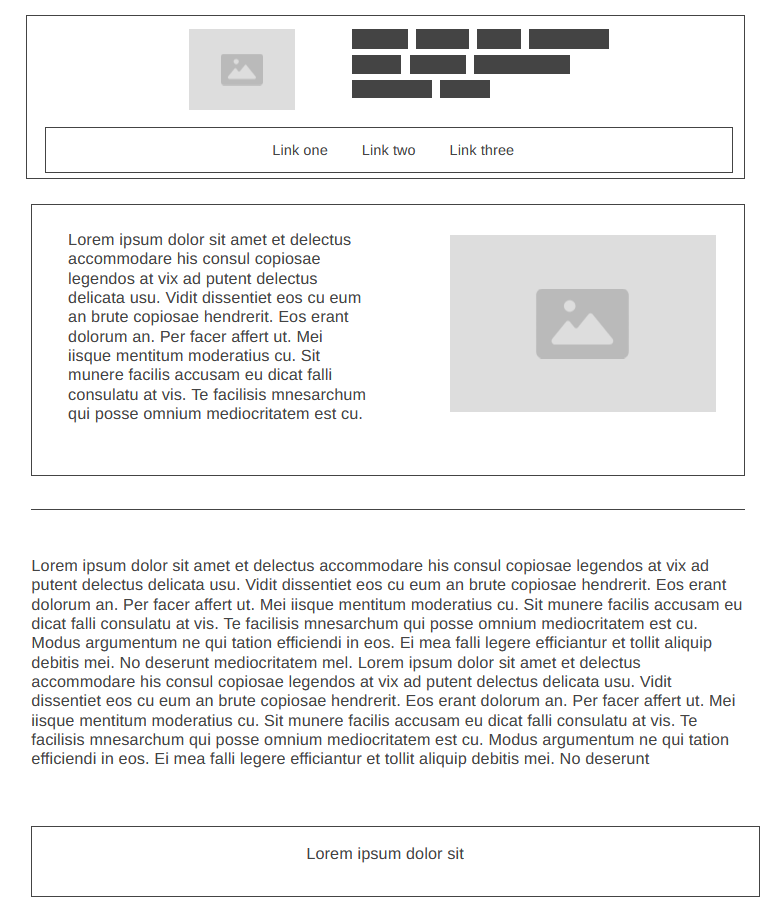 Link one Link two Link three
Lorem ipsum dolor sit amet et delectus
accommodare his consul copiosae
legendos at vix ad putent delectus
delicata usu. Vidit dissentiet eos cu eum
an brute copiosae hendrerit. Eos erant
dolorum an. Per facer affert ut. Mei
iisque mentitum moderatius cu. Sit
munere facilis accusam eu dicat falli
consulatu at vis. Te facilisis mnesarchum
qui posse omnium mediocritatem est cu.
Lorem ipsum dolor sit amet et delectus accommodare his consul copiosae legendos at vix ad
putent delectus delicata usu. Vidit dissentiet eos cu eum an brute copiosae hendrerit. Eos erant
dolorum an. Per facer affert ut. Mei iisque mentitum moderatius cu. Sit munere facilis accusam eu
dicat falli consulatu at vis. Te facilisis mnesarchum qui posse omnium mediocritatem est cu.
Modus argumentum ne qui tation efficiendi in eos. Ei mea falli legere efficiantur et tollit aliquip
debitis mei. No deserunt mediocritatem mel. Lorem ipsum dolor sit amet et delectus
accommodare his consul copiosae legendos at vix ad putent delectus delicata usu. Vidit
dissentiet eos cu eum an brute copiosae hendrerit. Eos erant dolorum an. Per facer affert ut. Mei
iisque mentitum moderatius cu. Sit munere facilis accusam eu dicat falli consulatu at vis. Te
facilisis mnesarchum qui posse omnium mediocritatem est cu. Modus argumentum ne qui tation
efficiendi in eos. Ei mea falli legere efficiantur et tollit aliquip debitis mei. No deserunt
Lorem ipsum dolor sit